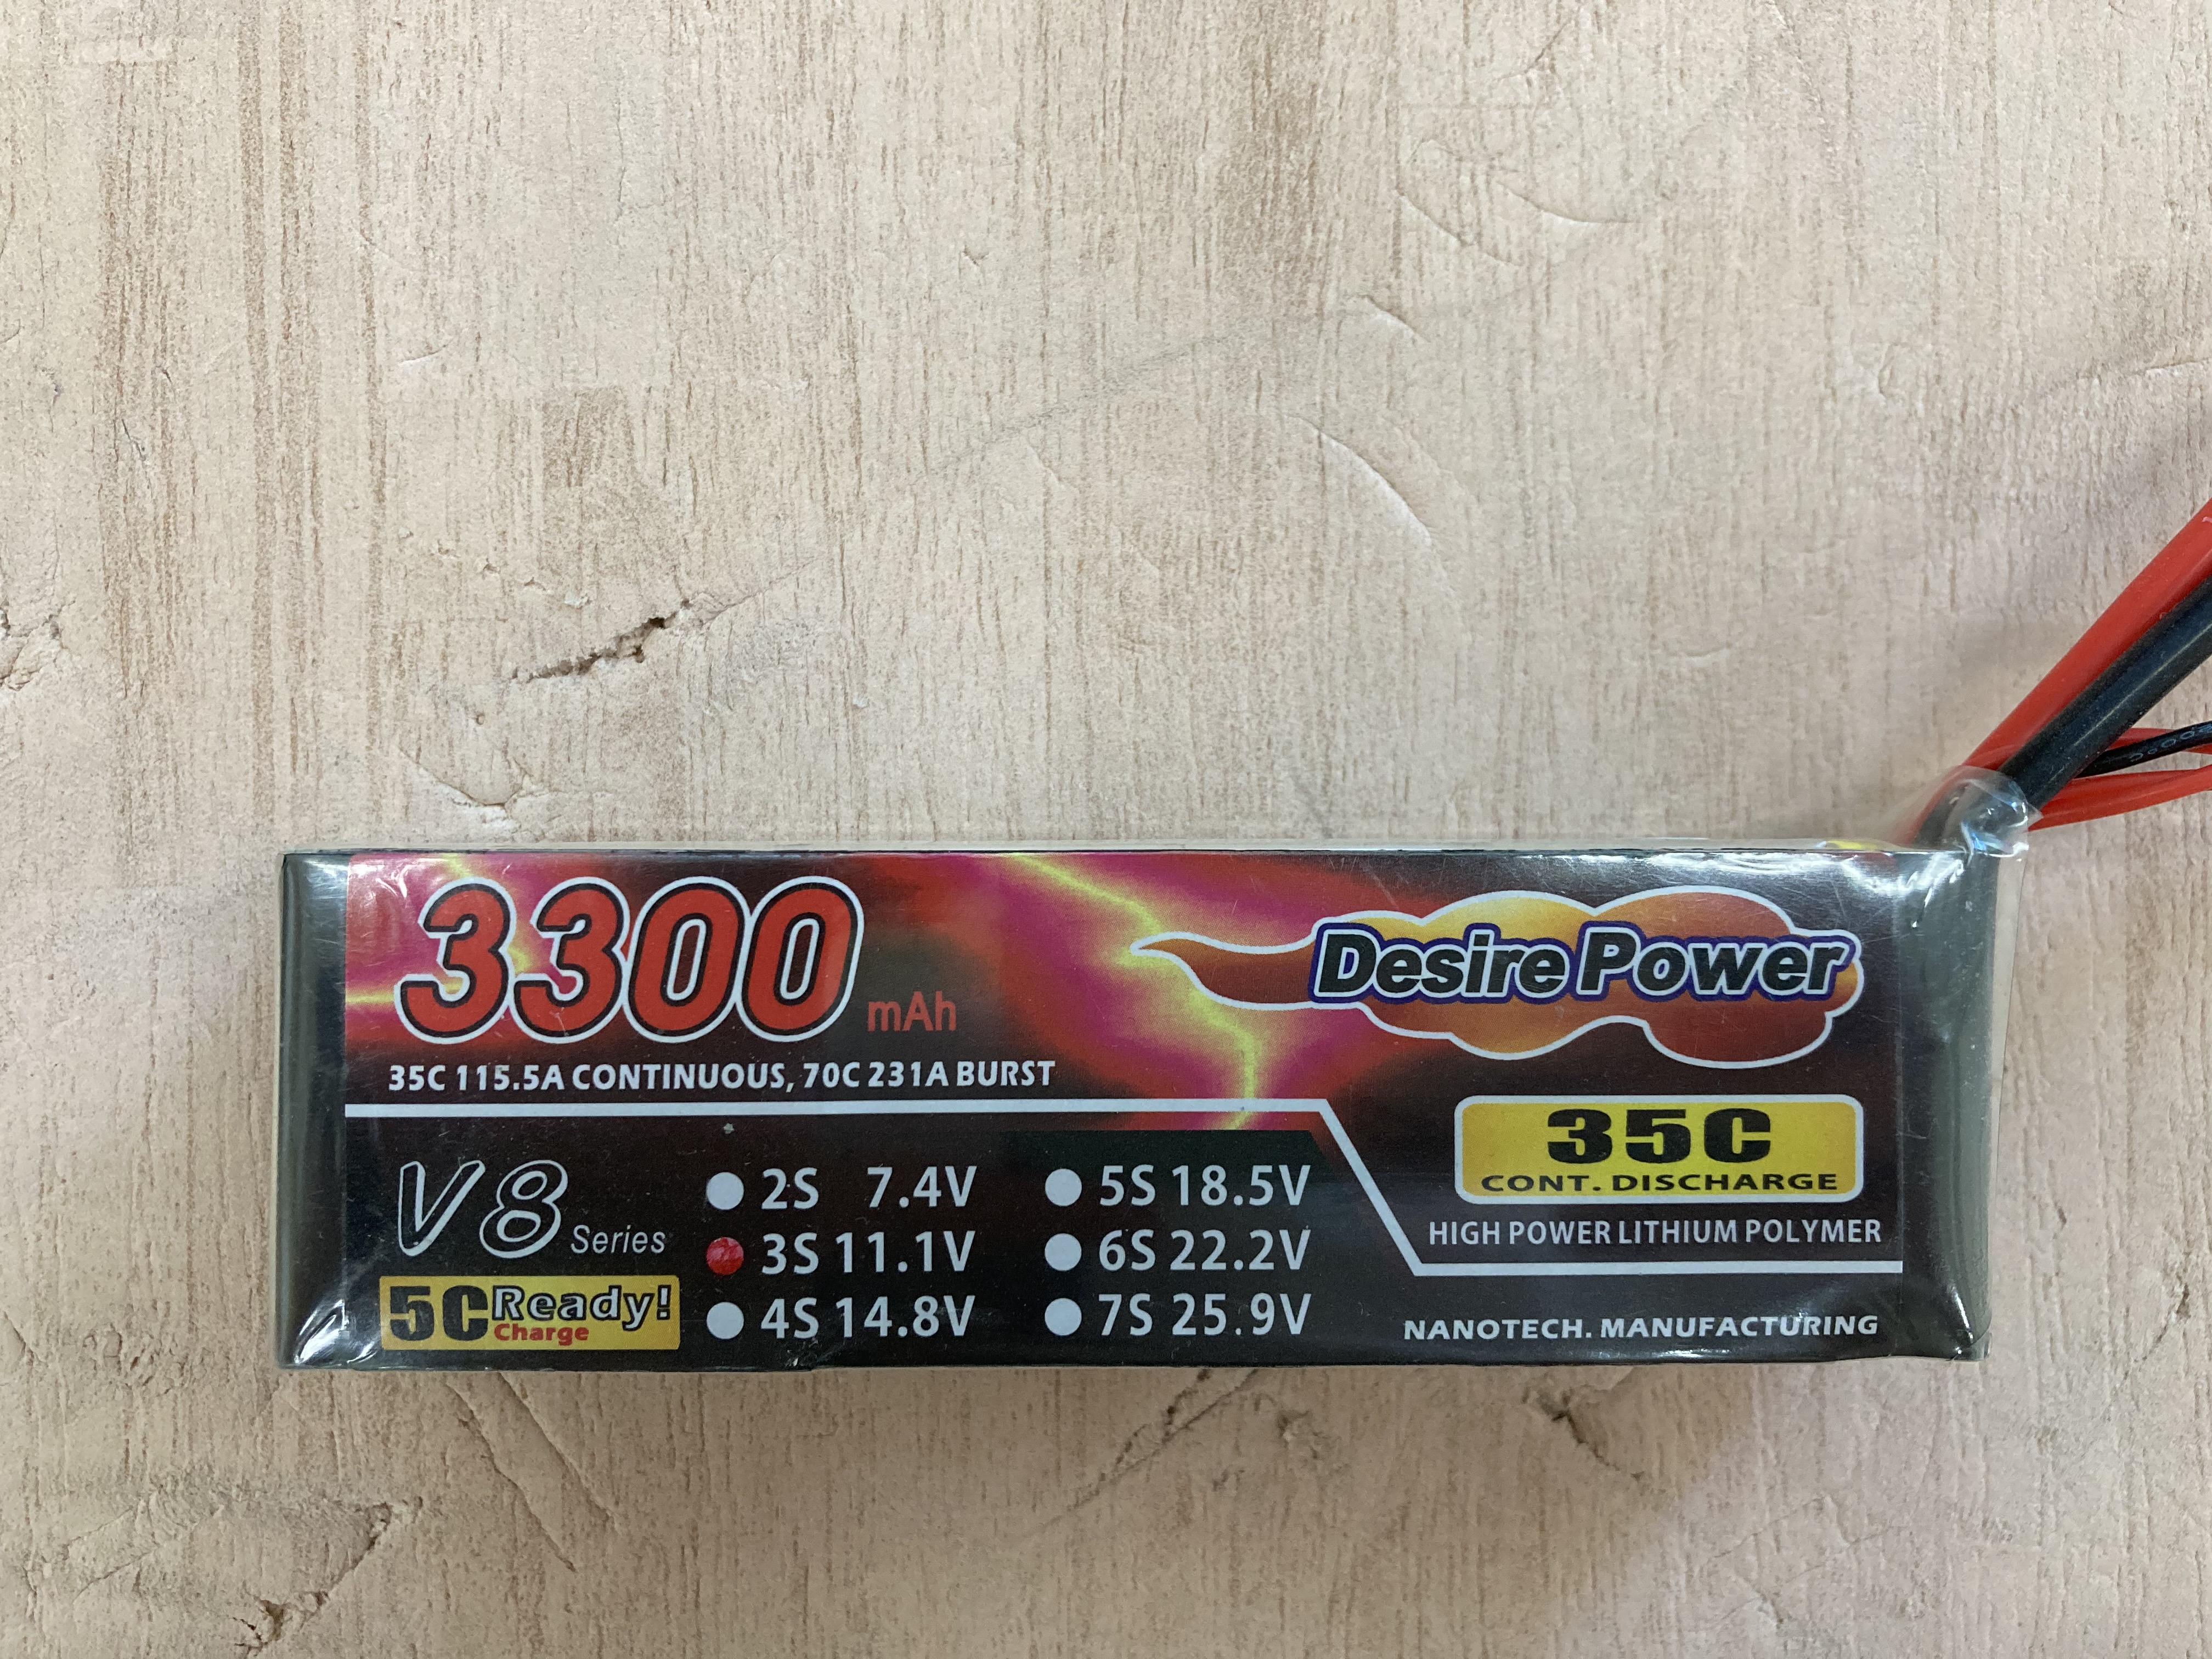 3300 mAh
Desire Power
35C 115.5A CONTINUOUS, 70C 231A BURST
35C
CONT. DISCHARGE
HIGH POWER LITHIUM POLYMER
V8 Series
5C Ready!
Charge
2S 7.4V
3S 11.1V
4S 14.8V
5S 18.5V
6S 22.2V
7S 25.9V
NANOTECH. MANUFACTURING